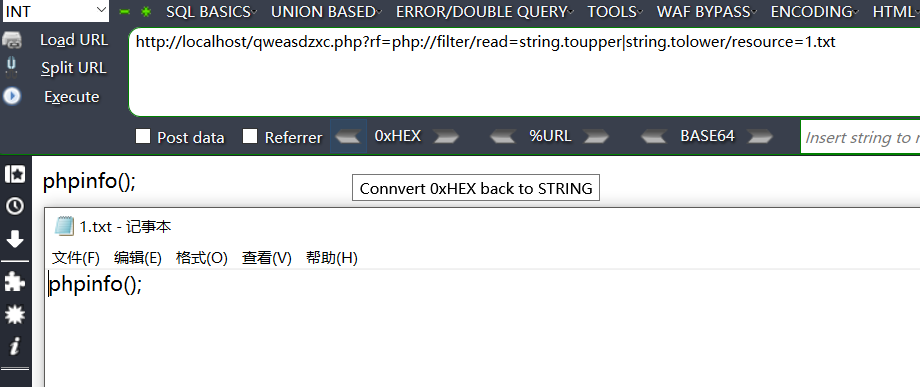 INT SQL BASICS UNION BASED ERROR/DOUBLE QUERY TOOLS WAF BYPASS ENCODING HTML
Load URL
http://localhost/qweasdzxc.php?rf=php://filter/read=string.toupper|string.tolower/resource=1.txt
Split URL
Execute
Post data Referrer 0xHEX %URL BASE64 Insert string to r
phpinfo();
Connvert 0xHEX back to STRING
1.txt - 记事本
文件(F) 编辑(E) 格式(O) 查看(V) 帮助(H)
phpinfo();